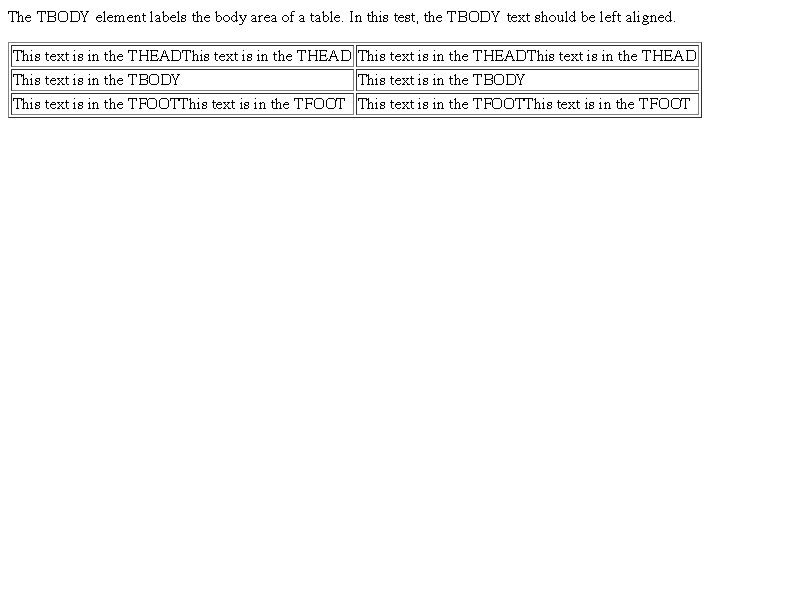 The TBODY element labels the body area of a table. In this test, the TBODY text should be left aligned.
This text is in the THEADThis text is in the THEAD This text is in the THEADThis text is in the THEAD
This text is in the TBODY This text is in the TBODY
This text is in the TFOOTThis text is in the TFOOT This text is in the TFOOTThis text is in the TFOOT